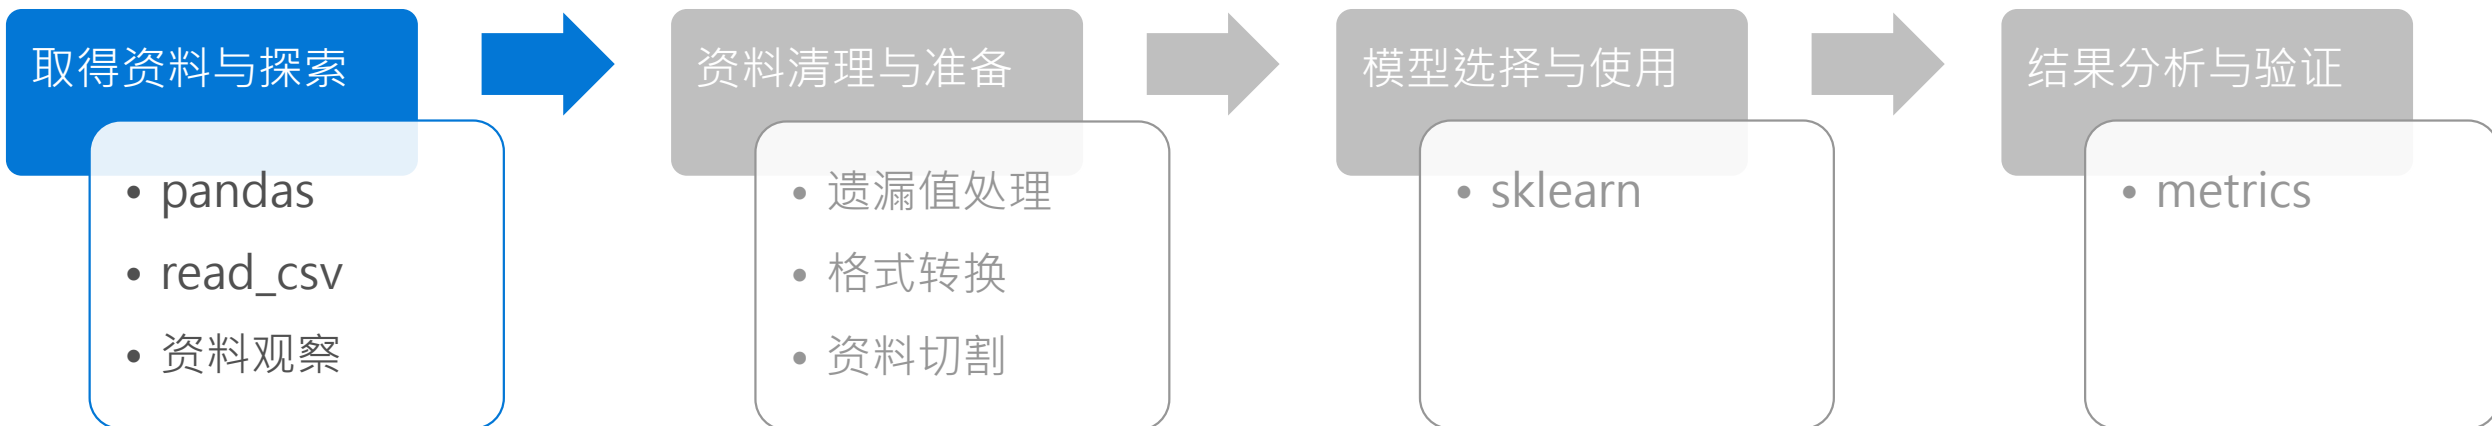 取得资料与探索
• pandas
• read_csv
• 资料观察
资料清理与准备
• 遗漏值处理
• 格式转换
• 资料切割
模型选择与使用
• sklearn
结果分析与验证
• metrics